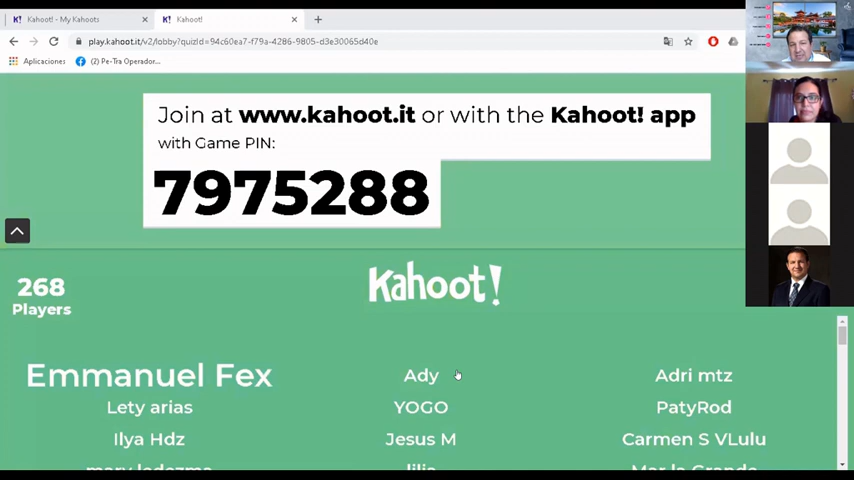 Kahoot! - My Kahoots
Kahoot!
play.kahoot.it/v2/lobby?quizId=94c60ea7-f79a-4286-9805-d3e30065d40e
Aplicaciones
(2) Pe-Tra Operador...
Join at www.kahoot.it or with the Kahoot! app
with Game PIN:
7975288
268
Players
Kahoot!
Emmanuel Fex
Ady
Adri mtz
Lety arias
YOGO
PatyRod
Ilya Hdz
Jesus M
Carmen S VLulu